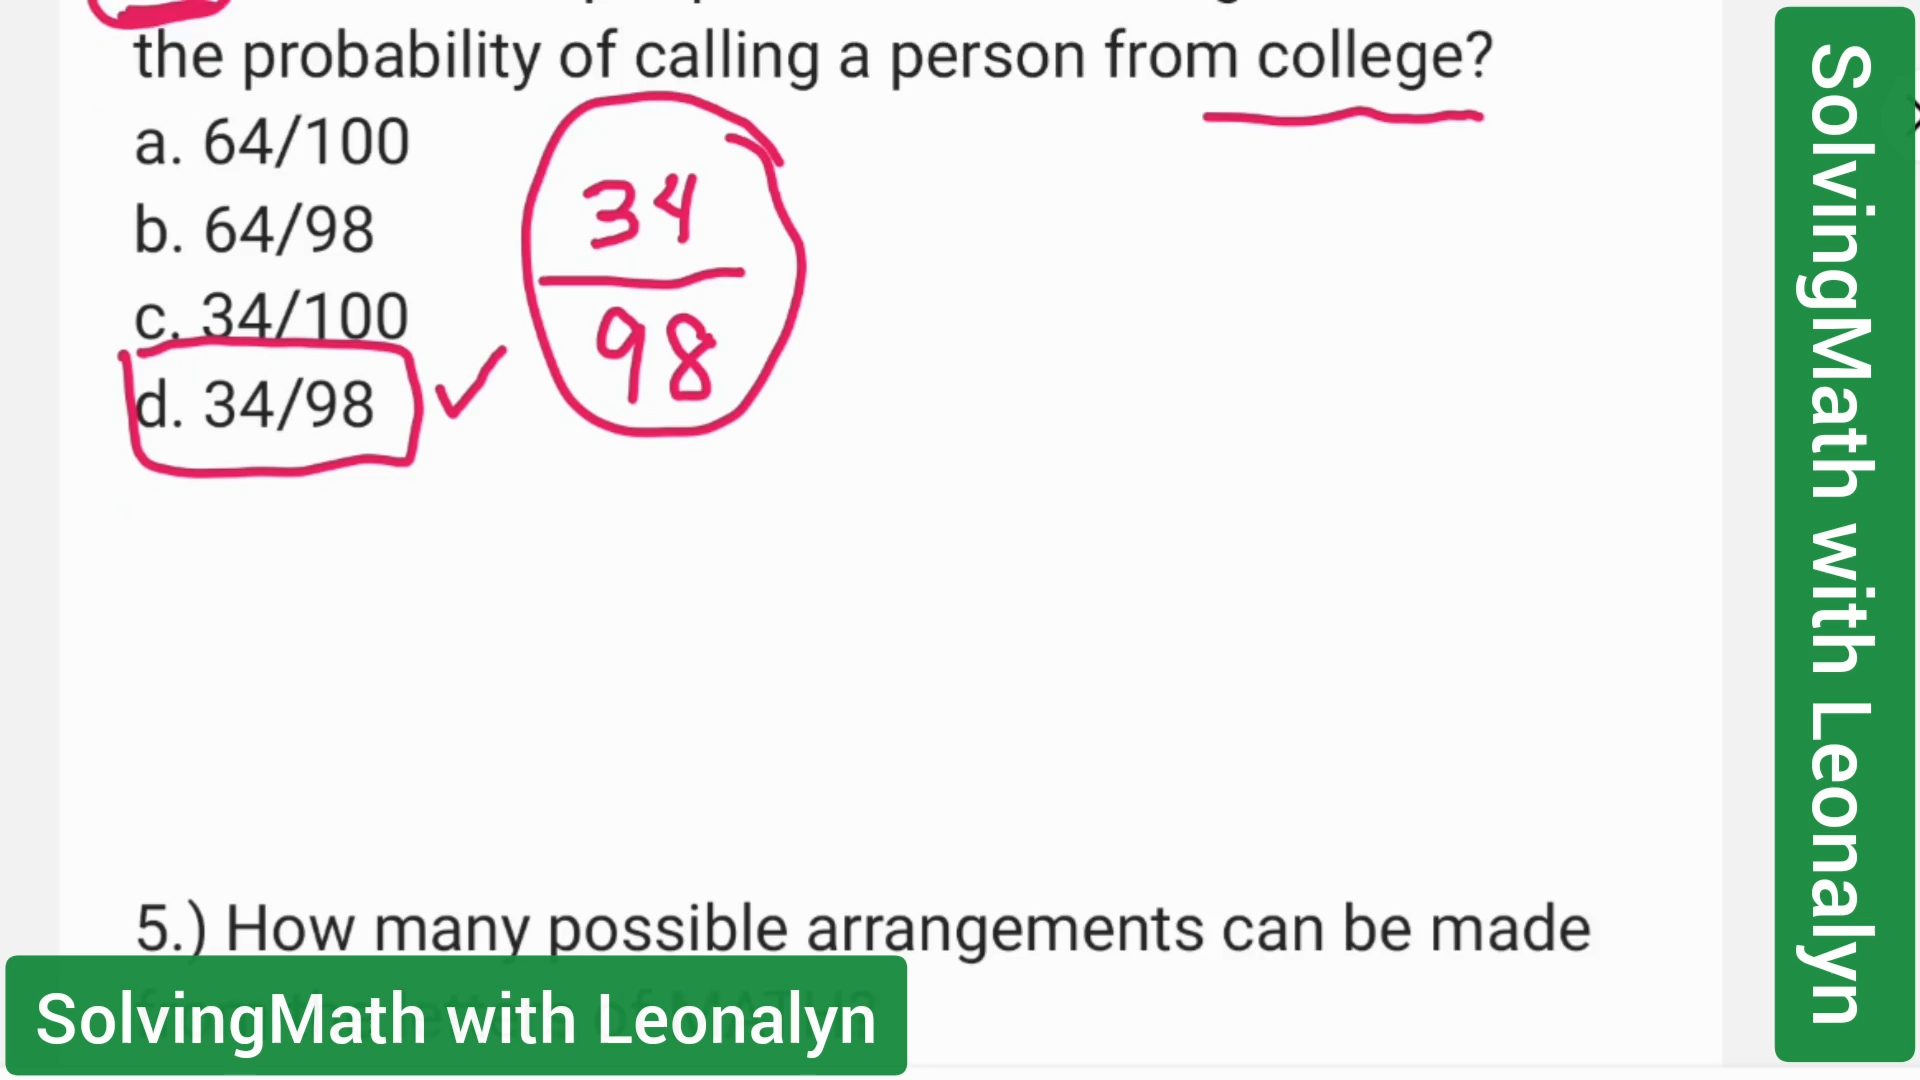 the probability of calling a person from college?
a. 64/100
b. 64/98
c. 34/100
d. 34/98
34
98
5.) How many possible arrangements can be made
SolvingMath with Leonalyn
SolvingMath with Leonalyn